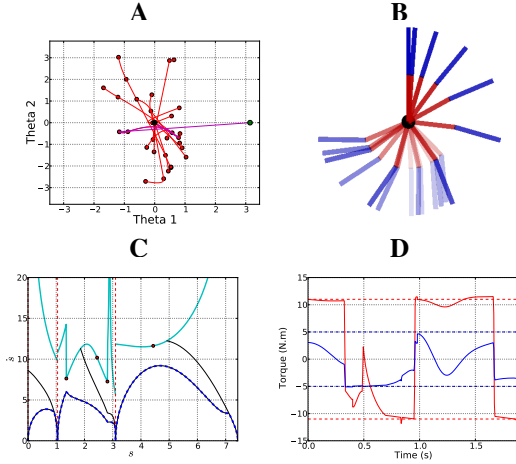 A
B
3
2
1
0
−1
−2
−3
Theta 2
−3 −2 −1 0 1 2 3
Theta 1
C
D
20
15
10
5
0
ṡ
0 1 2 3 4 5 6 7
s
15
10
5
0
−5
−10
−15
Torque (N.m)
0.0 0.5 1.0 1.5 2.0
Time (s)